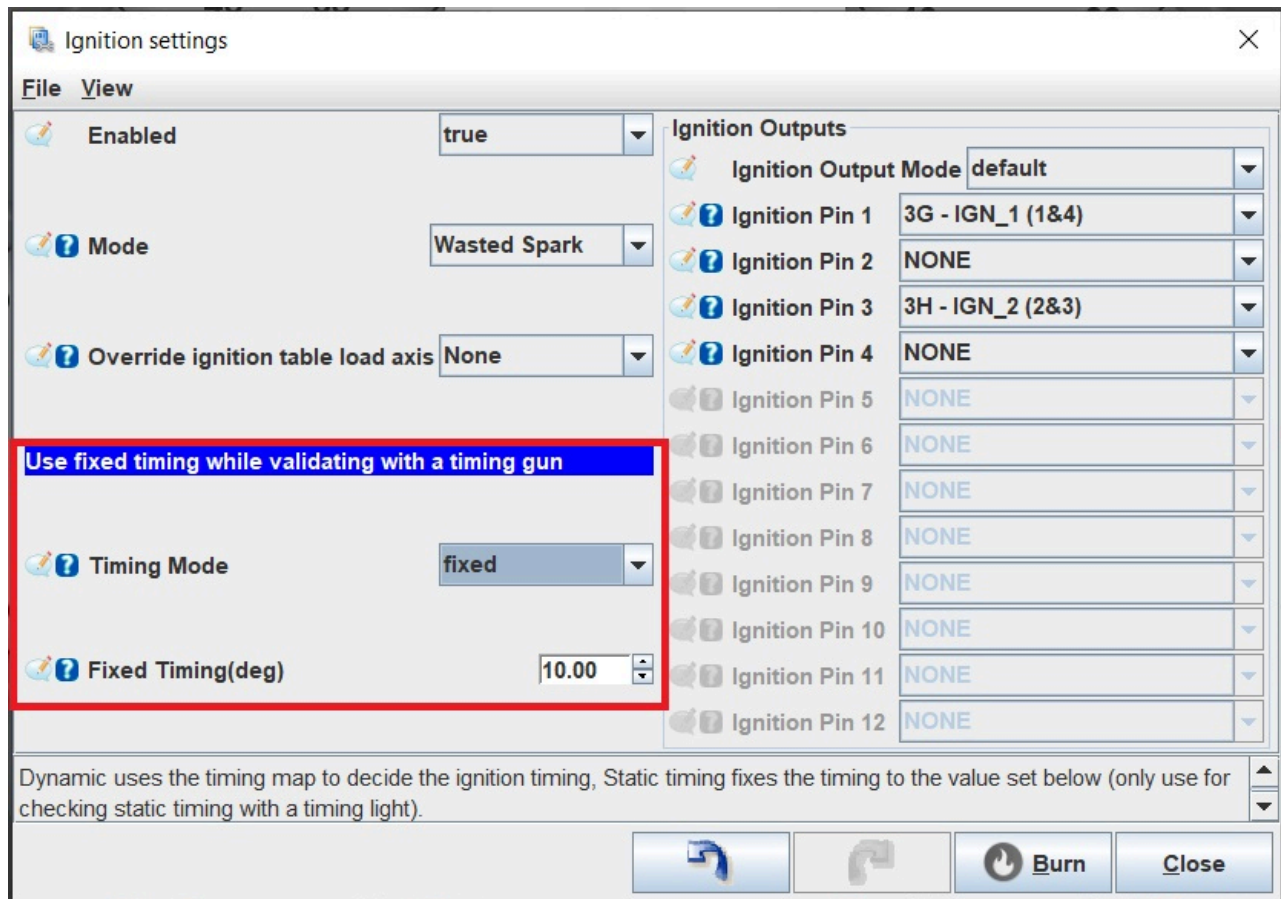 Ignition settings
File View
Enabled true
Mode Wasted Spark
Override ignition table load axis None
Use fixed timing while validating with a timing gun
Timing Mode fixed
Fixed Timing(deg) 10.00
Ignition Outputs
Ignition Output Mode default
Ignition Pin 1 3G - IGN_1 (1&4)
Ignition Pin 2 NONE
Ignition Pin 3 3H - IGN_2 (2&3)
Ignition Pin 4 NONE
Ignition Pin 5 NONE
Ignition Pin 6 NONE
Ignition Pin 7 NONE
Ignition Pin 8 NONE
Ignition Pin 9 NONE
Ignition Pin 10 NONE
Ignition Pin 11 NONE
Ignition Pin 12 NONE
Dynamic uses the timing map to decide the ignition timing, Static timing fixes the timing to the value set below (only use for
checking static timing with a timing light).
Burn Close